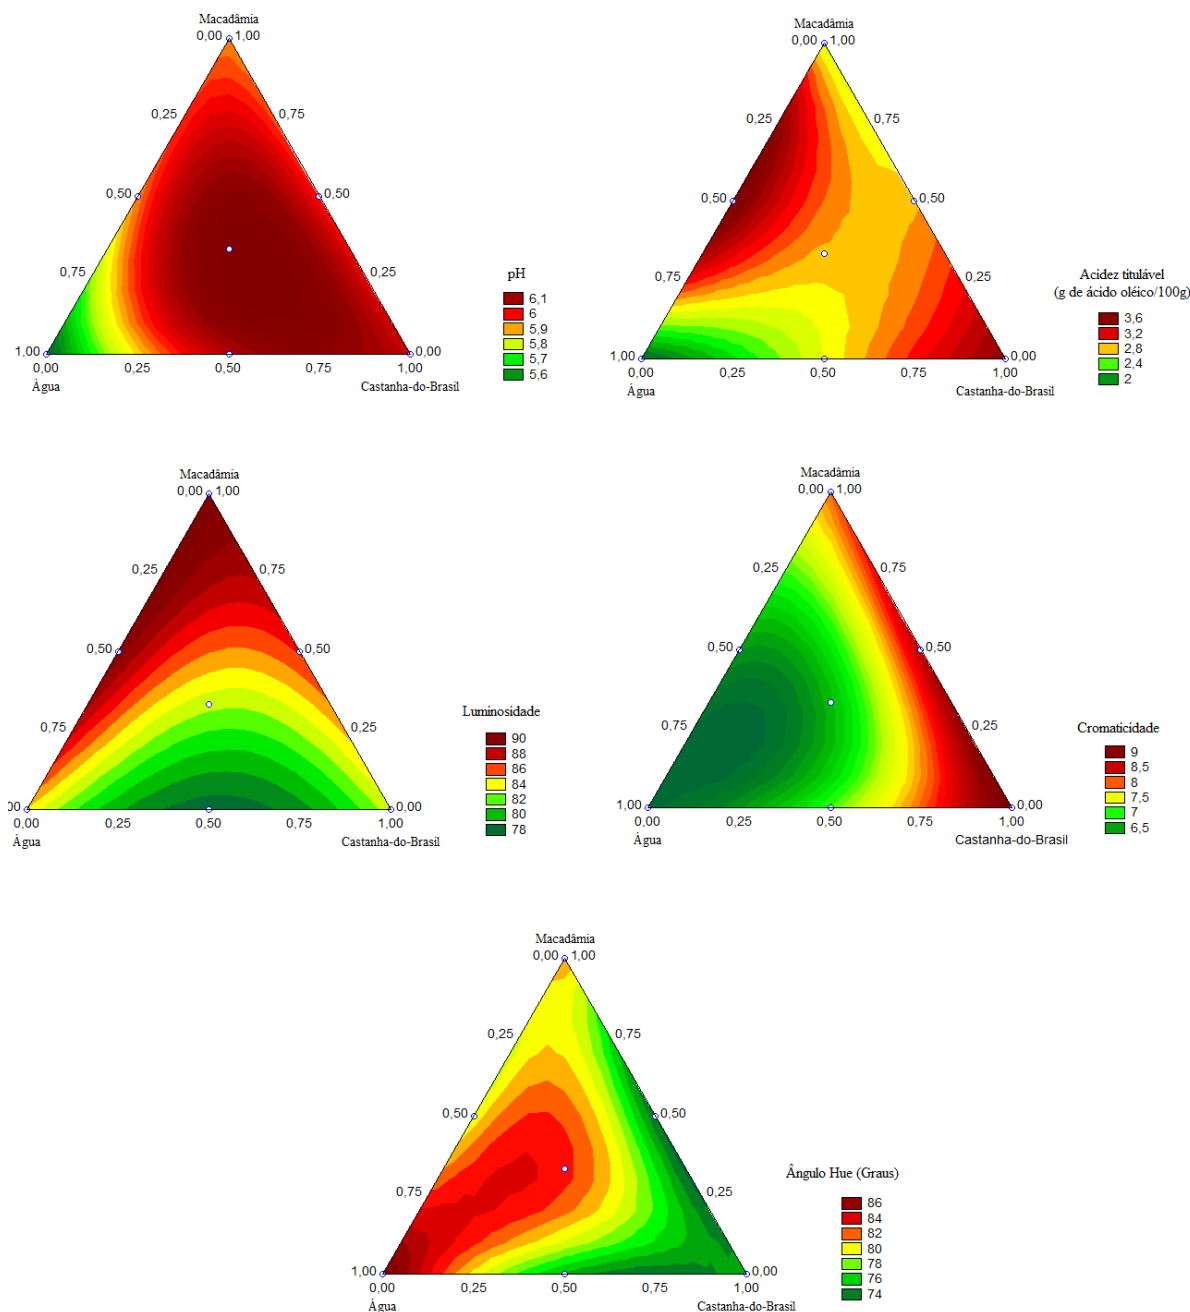 Macadâmia
0,00 1,00
0,25 0,75
0,50 0,50
0,75 0,25
1,00 0,00
0,00 0,25 0,50 0,75 1,00
Água Castanha-do-Brasil
pH
6,1
6
5,9
5,8
5,7
5,6
Macadâmia
0,00 1,00
0,25 0,75
0,50 0,50
0,75 0,25
1,00 0,00
0,00 0,25 0,50 0,75 1,00
Água Castanha-do-Brasil
Acidez titulável
(g de ácido oléico/100g)
3,6
3,2
2,8
2,4
2
Macadâmia
0,00 1,00
0,25 0,75
0,50 0,50
0,75 0,25
00 0,00
0,00 0,25 0,50 0,75 1,00
Água Castanha-do-Brasil
Luminosidade
90
88
86
84
82
80
78
Macadâmia
0,00 1,00
0,25 0,75
0,50 0,50
0,75 0,25
1,00 0,00
0,00 0,25 0,50 0,75 1,00
Água Castanha-do-Brasil
Cromaticidade
9
8,5
8
7,5
7
6,5
Macadâmia
0,00 1,00
0,25 0,75
0,50 0,50
0,75 0,25
1,00 0,00
0,00 0,25 0,50 0,75 1,00
Água Castanha-do-Brasil
Ângulo Hue (Graus)
86
84
82
80
78
76
74